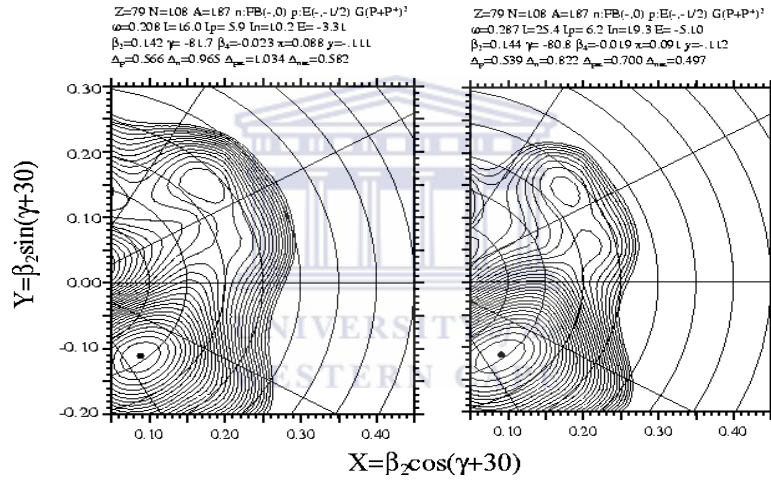 Z=79 N=108 A=187 n:FB(-,0) p:E(-,-1/2) G(P+P⁺)²
ω=0.208 I=16.0 Ip= 5.9 In=10.2 E= -3.31
β₂=0.142 γ= -81.7 β₄=-0.023 x=0.088 y=-.111
Δp=0.566 Δn=0.965 =1.034 =0.582
Z=79 N=108 A=187 n:FB(-,0) p:E(-,-1/2) G(P+P⁺)²
ω=0.287 I=25.4 Ip= 6.2 In=19.3 E= -5.10
β₂=0.144 γ= -80.8 β₄=-0.019 x=0.091 y=-.112
Δp=0.539 Δn=0.822 =0.700 =0.497
0.30
0.20
0.10
0.00
-0.10
-0.20
Y=β₂sin(γ+30)
UNIVERSITY
WESTERN CAPE
0.10 0.20 0.30 0.40
0.10 0.20 0.30 0.40
X=β₂cos(γ+30)